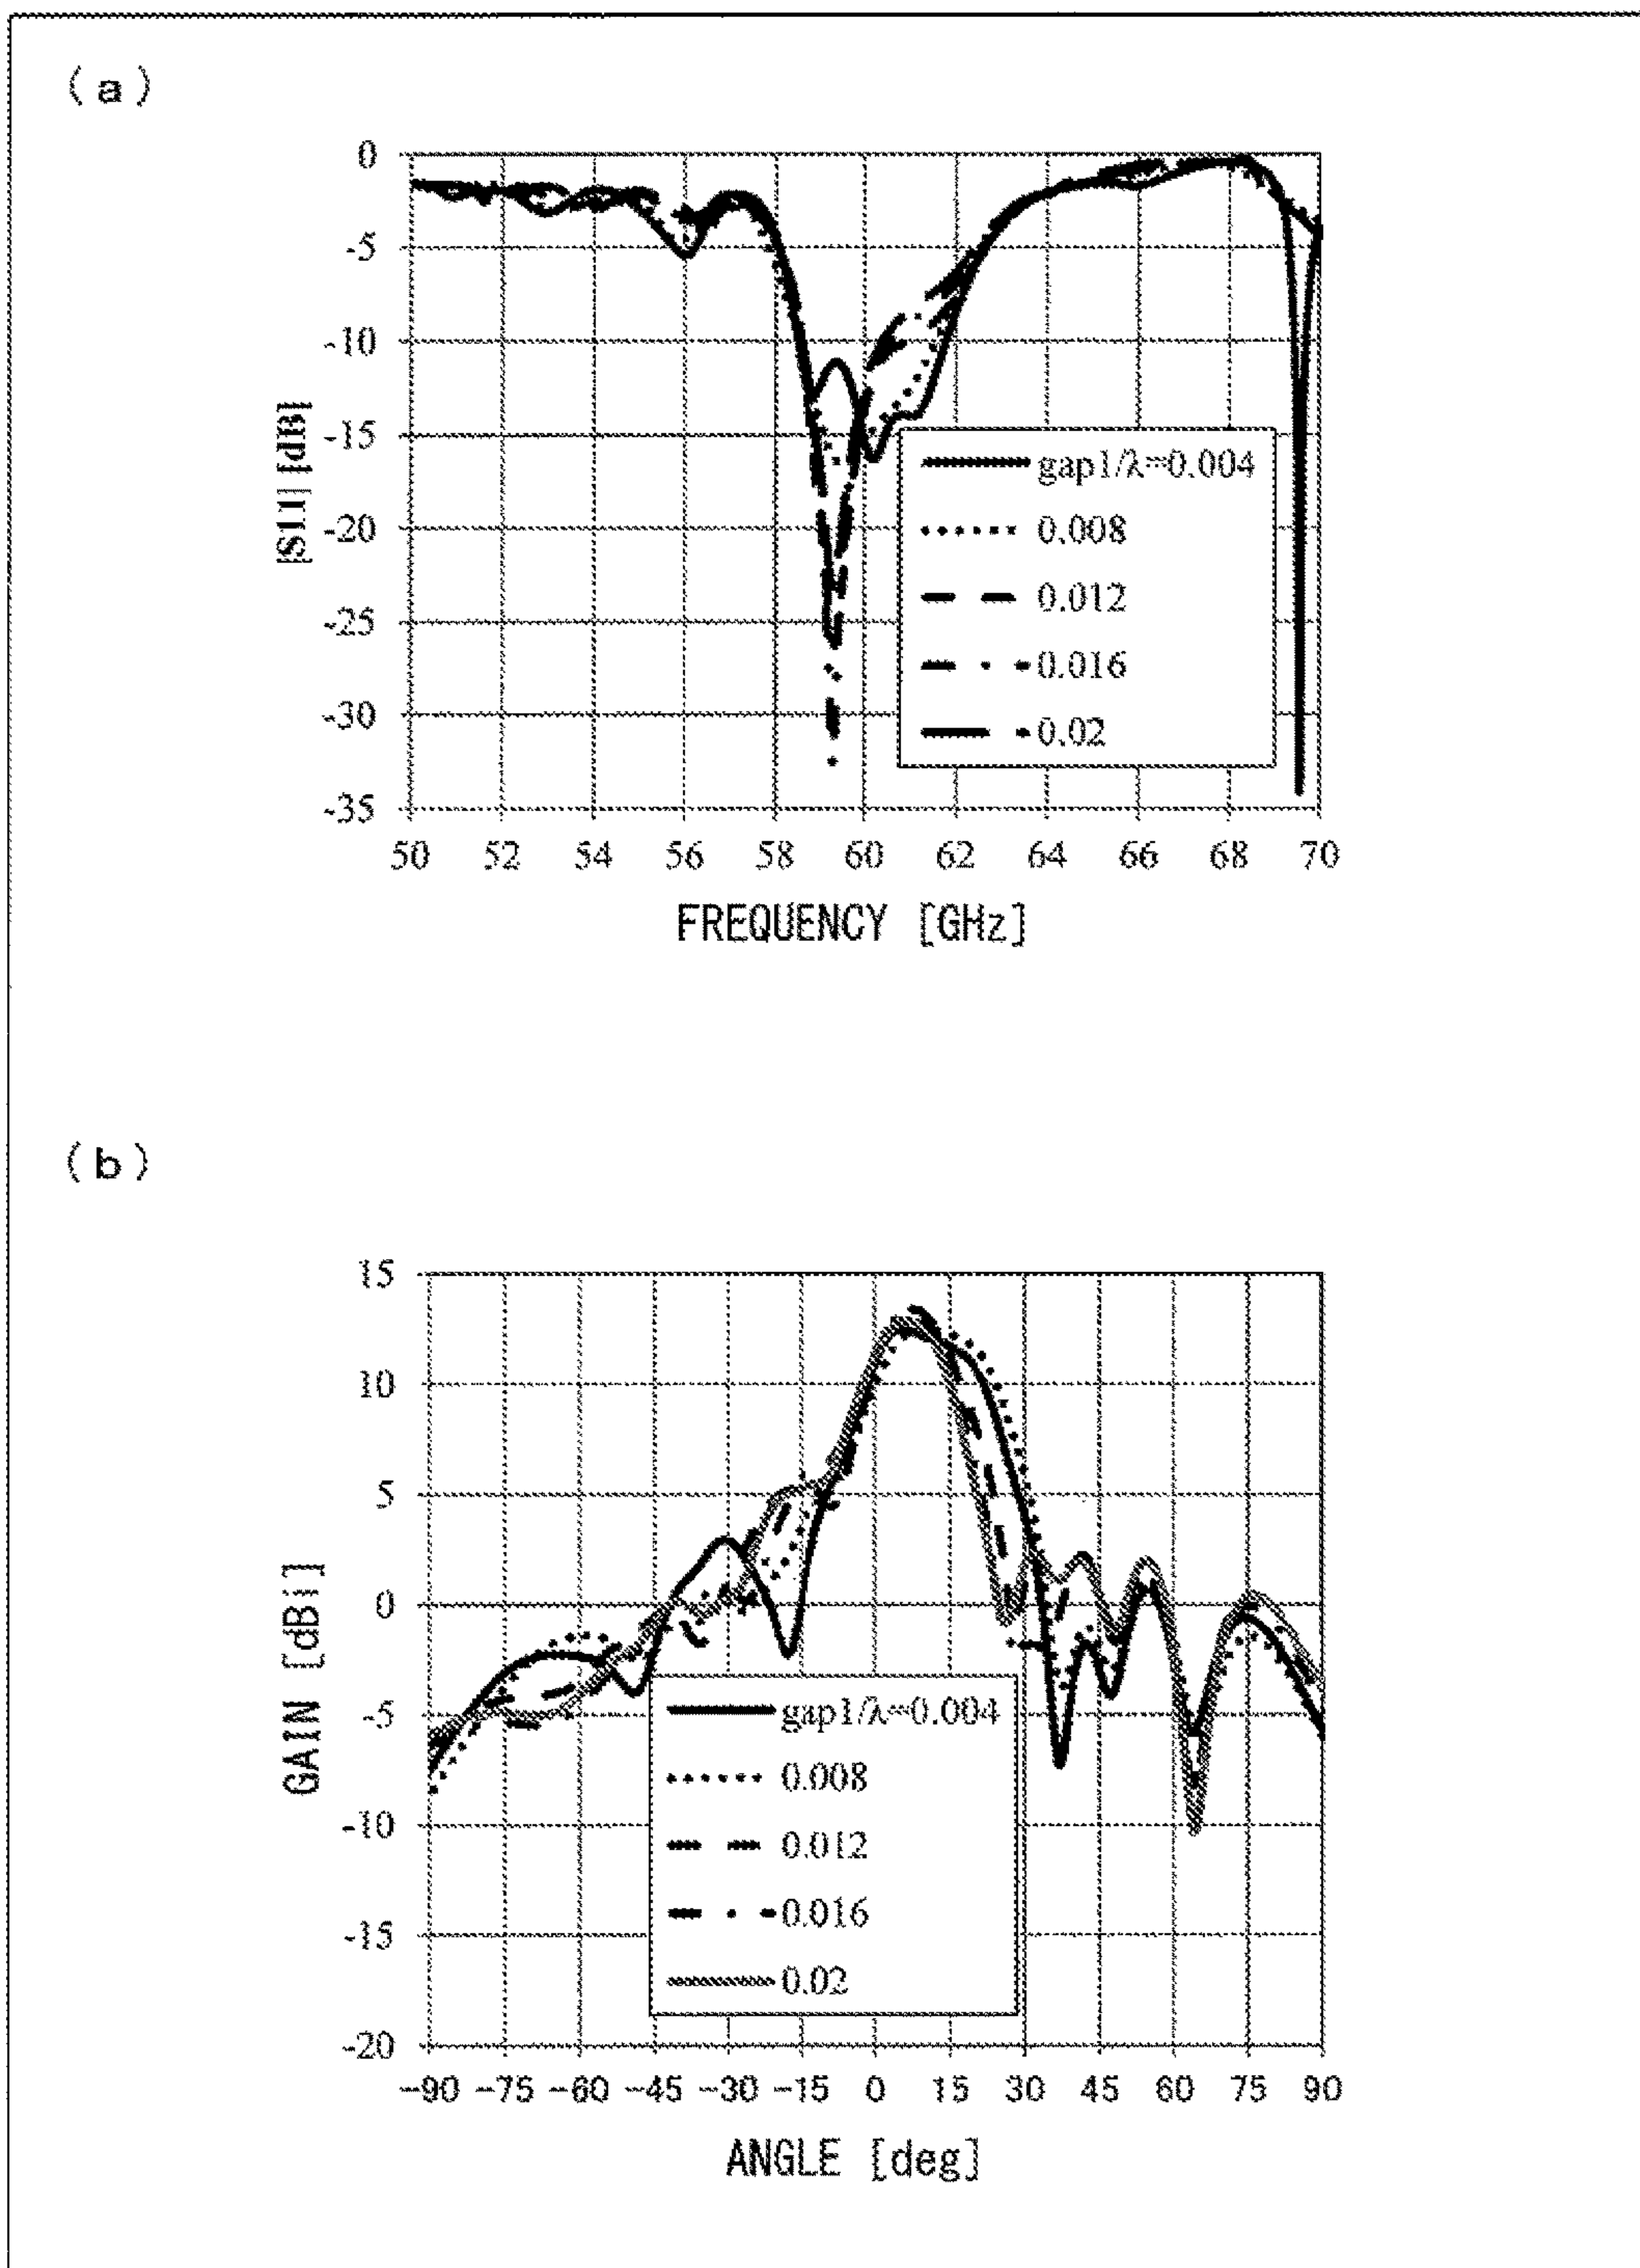 (a)
0
-5
-10
-15
-20
-25
-30
-35
|S11| [dB]
gap1/λ=0.004
0.008
0.012
0.016
0.02
50 52 54 56 58 60 62 64 66 68 70
FREQUENCY [GHz]
(b)
15
10
5
0
-5
-10
-15
-20
GAIN [dBi]
gap1/λ=0.004
0.008
0.012
0.016
0.02
-90 -75 -60 -45 -30 -15 0 15 30 45 60 75 90
ANGLE [deg]